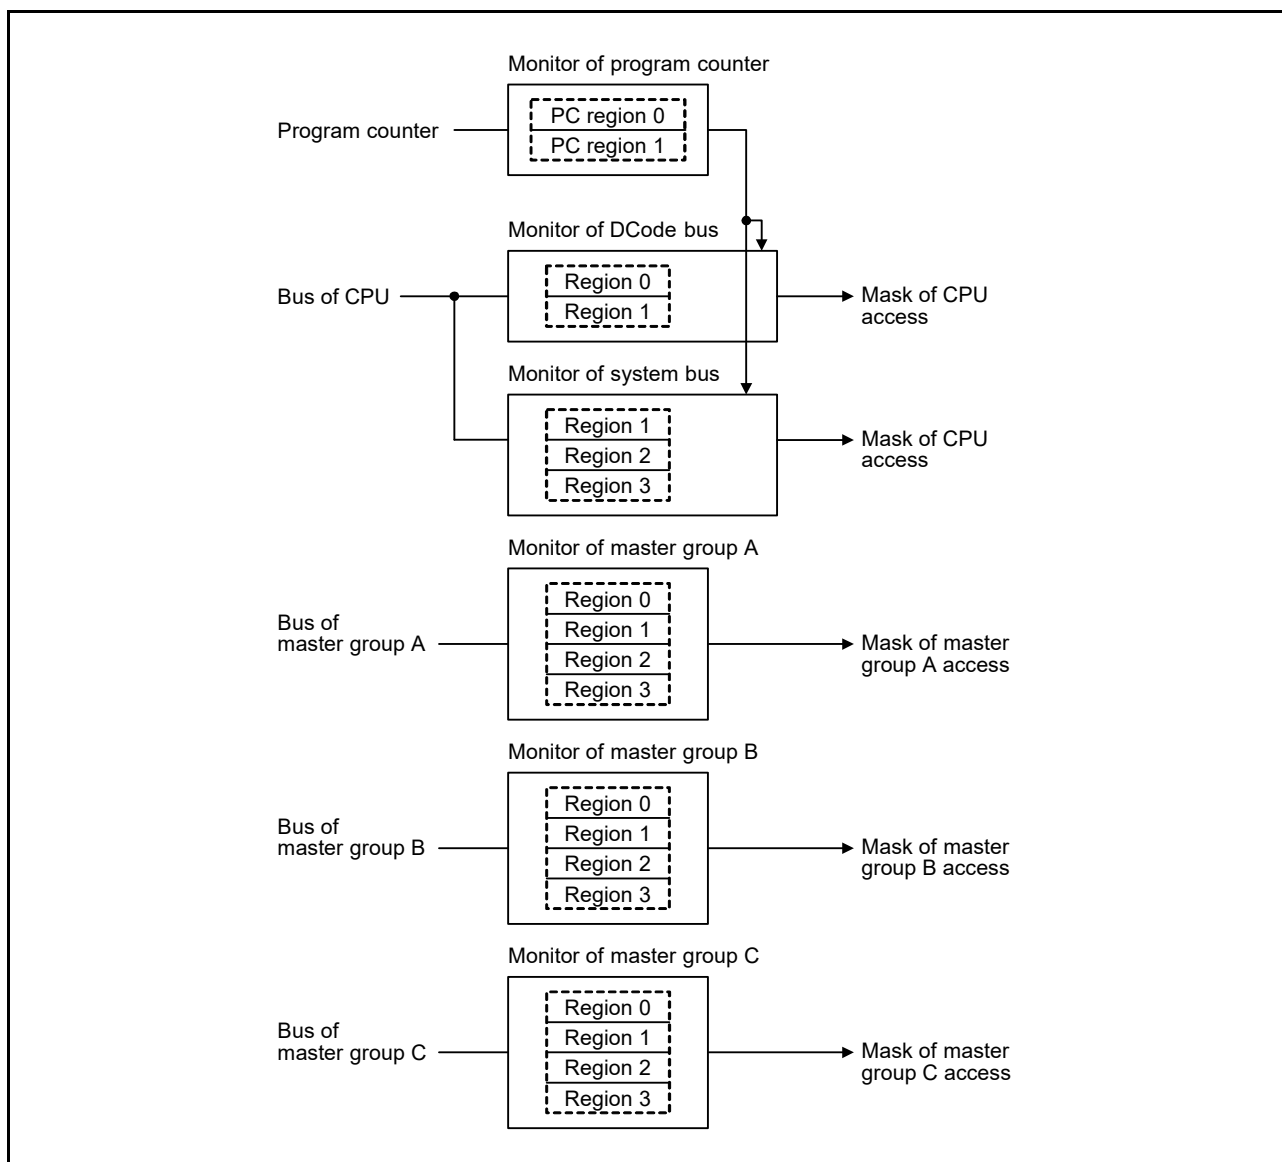 Monitor of program counter
Program counter
PC region 0
PC region 1
Monitor of DCode bus
Bus of CPU
Region 0
Region 1
Mask of CPU
access
Monitor of system bus
Region 1
Region 2
Region 3
Mask of CPU
access
Monitor of master group A
Bus of
master group A
Region 0
Region 1
Region 2
Region 3
Mask of master
group A access
Monitor of master group B
Bus of
master group B
Region 0
Region 1
Region 2
Region 3
Mask of master
group B access
Monitor of master group C
Bus of
master group C
Region 0
Region 1
Region 2
Region 3
Mask of master
group C access